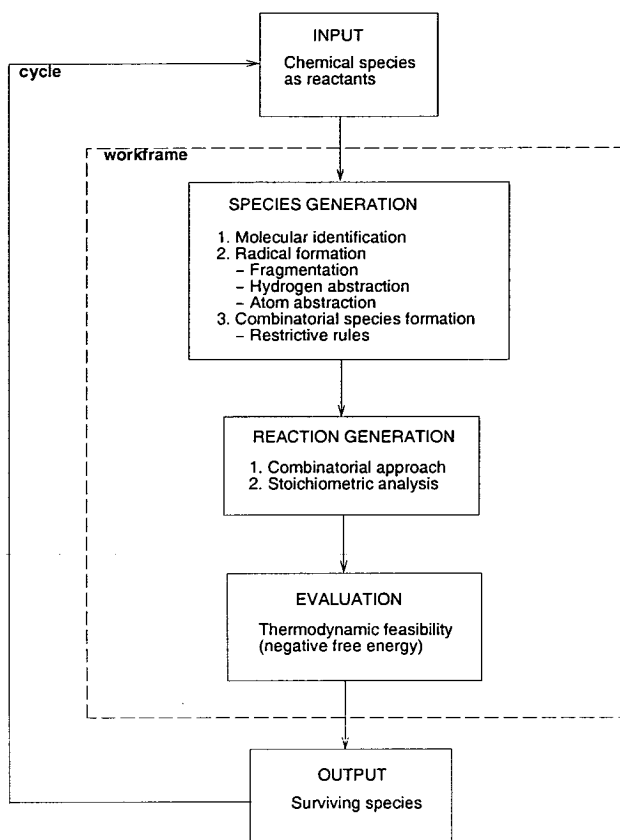 INPUT
Chemical species
as reactants
cycle
workframe
SPECIES GENERATION
1. Molecular identification
2. Radical formation
– Fragmentation
– Hydrogen abstraction
– Atom abstraction
3. Combinatorial species formation
– Restrictive rules
REACTION GENERATION
1. Combinatorial approach
2. Stoichiometric analysis
EVALUATION
Thermodynamic feasibility
(negative free energy)
OUTPUT
Surviving species